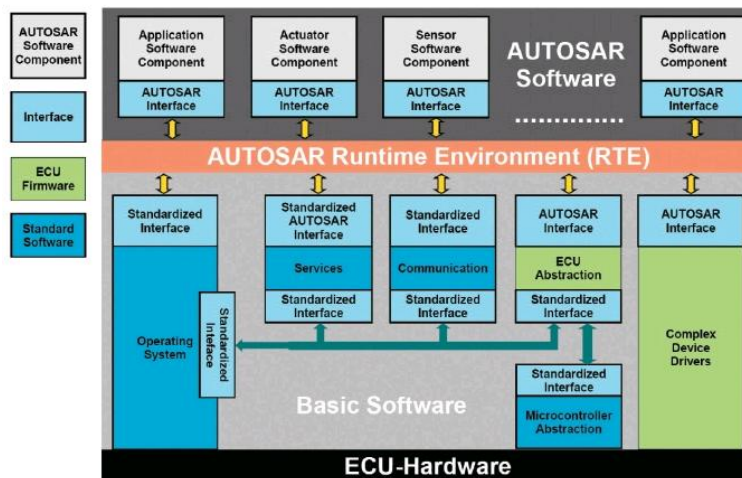 AUTOSAR
Software
Component
Interface
ECU
Firmware
Standard
Software
Application
Software
Component
AUTOSAR
Interface
Actuator
Software
Component
AUTOSAR
Interface
Sensor
Software
Component
AUTOSAR
Interface
AUTOSAR
Software
..............
Application
Software
Component
AUTOSAR
Interface
AUTOSAR Runtime Environment (RTE)
Standardized
Interface
Operating
System
Standardized
Inteface
Standardized
AUTOSAR
Interface
Services
Standardized
Interface
Standardized
Interface
Communication
Standardized
Interface
AUTOSAR
Interface
ECU
Abstraction
Standardized
Interface
Standardized
Interface
Microcontroller
Abstraction
AUTOSAR
Interface
Complex
Device
Drivers
Basic Software
ECU-Hardware